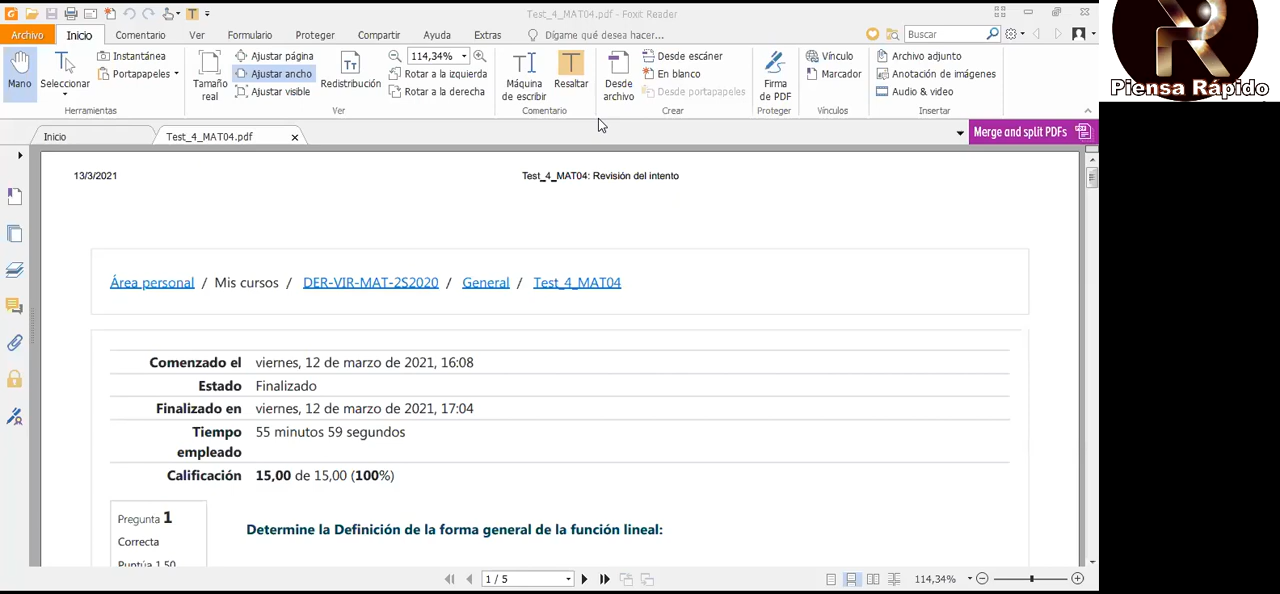 Test_4_MAT04.pdf - Foxit Reader
Archivo Inicio Comentario Ver Formulario Proteger Compartir Ayuda Extras Dígame qué desea hacer... Buscar
Mano
Seleccionar
Instantánea
Portapapeles
Herramientas
Tamaño real
Ajustar página
Ajustar ancho
Ajustar visible
Redistribución
114,34%
Rotar a la izquierda
Rotar a la derecha
Ver
Máquina de escribir
Resaltar
Comentario
Desde archivo
Desde escáner
En blanco
Desde portapapeles
Crear
Firma de PDF
Proteger
Vínculo
Marcador
Vínculos
Archivo adjunto
Anotación de imágenes
Audio & video
Insertar
R
Piensa Rápido
Inicio Test_4_MAT04.pdf
Merge and split PDFs
13/3/2021 Test_4_MAT04: Revisión del intento
Área personal / Mis cursos / DER-VIR-MAT-2S2020 / General / Test_4_MAT04
Comenzado el viernes, 12 de marzo de 2021, 16:08
Estado Finalizado
Finalizado en viernes, 12 de marzo de 2021, 17:04
Tiempo empleado 55 minutos 59 segundos
Calificación 15,00 de 15,00 (100%)
Pregunta 1
Correcta
Puntúa 1,50
Determine la Definición de la forma general de la función lineal:
1 / 5
114,34%